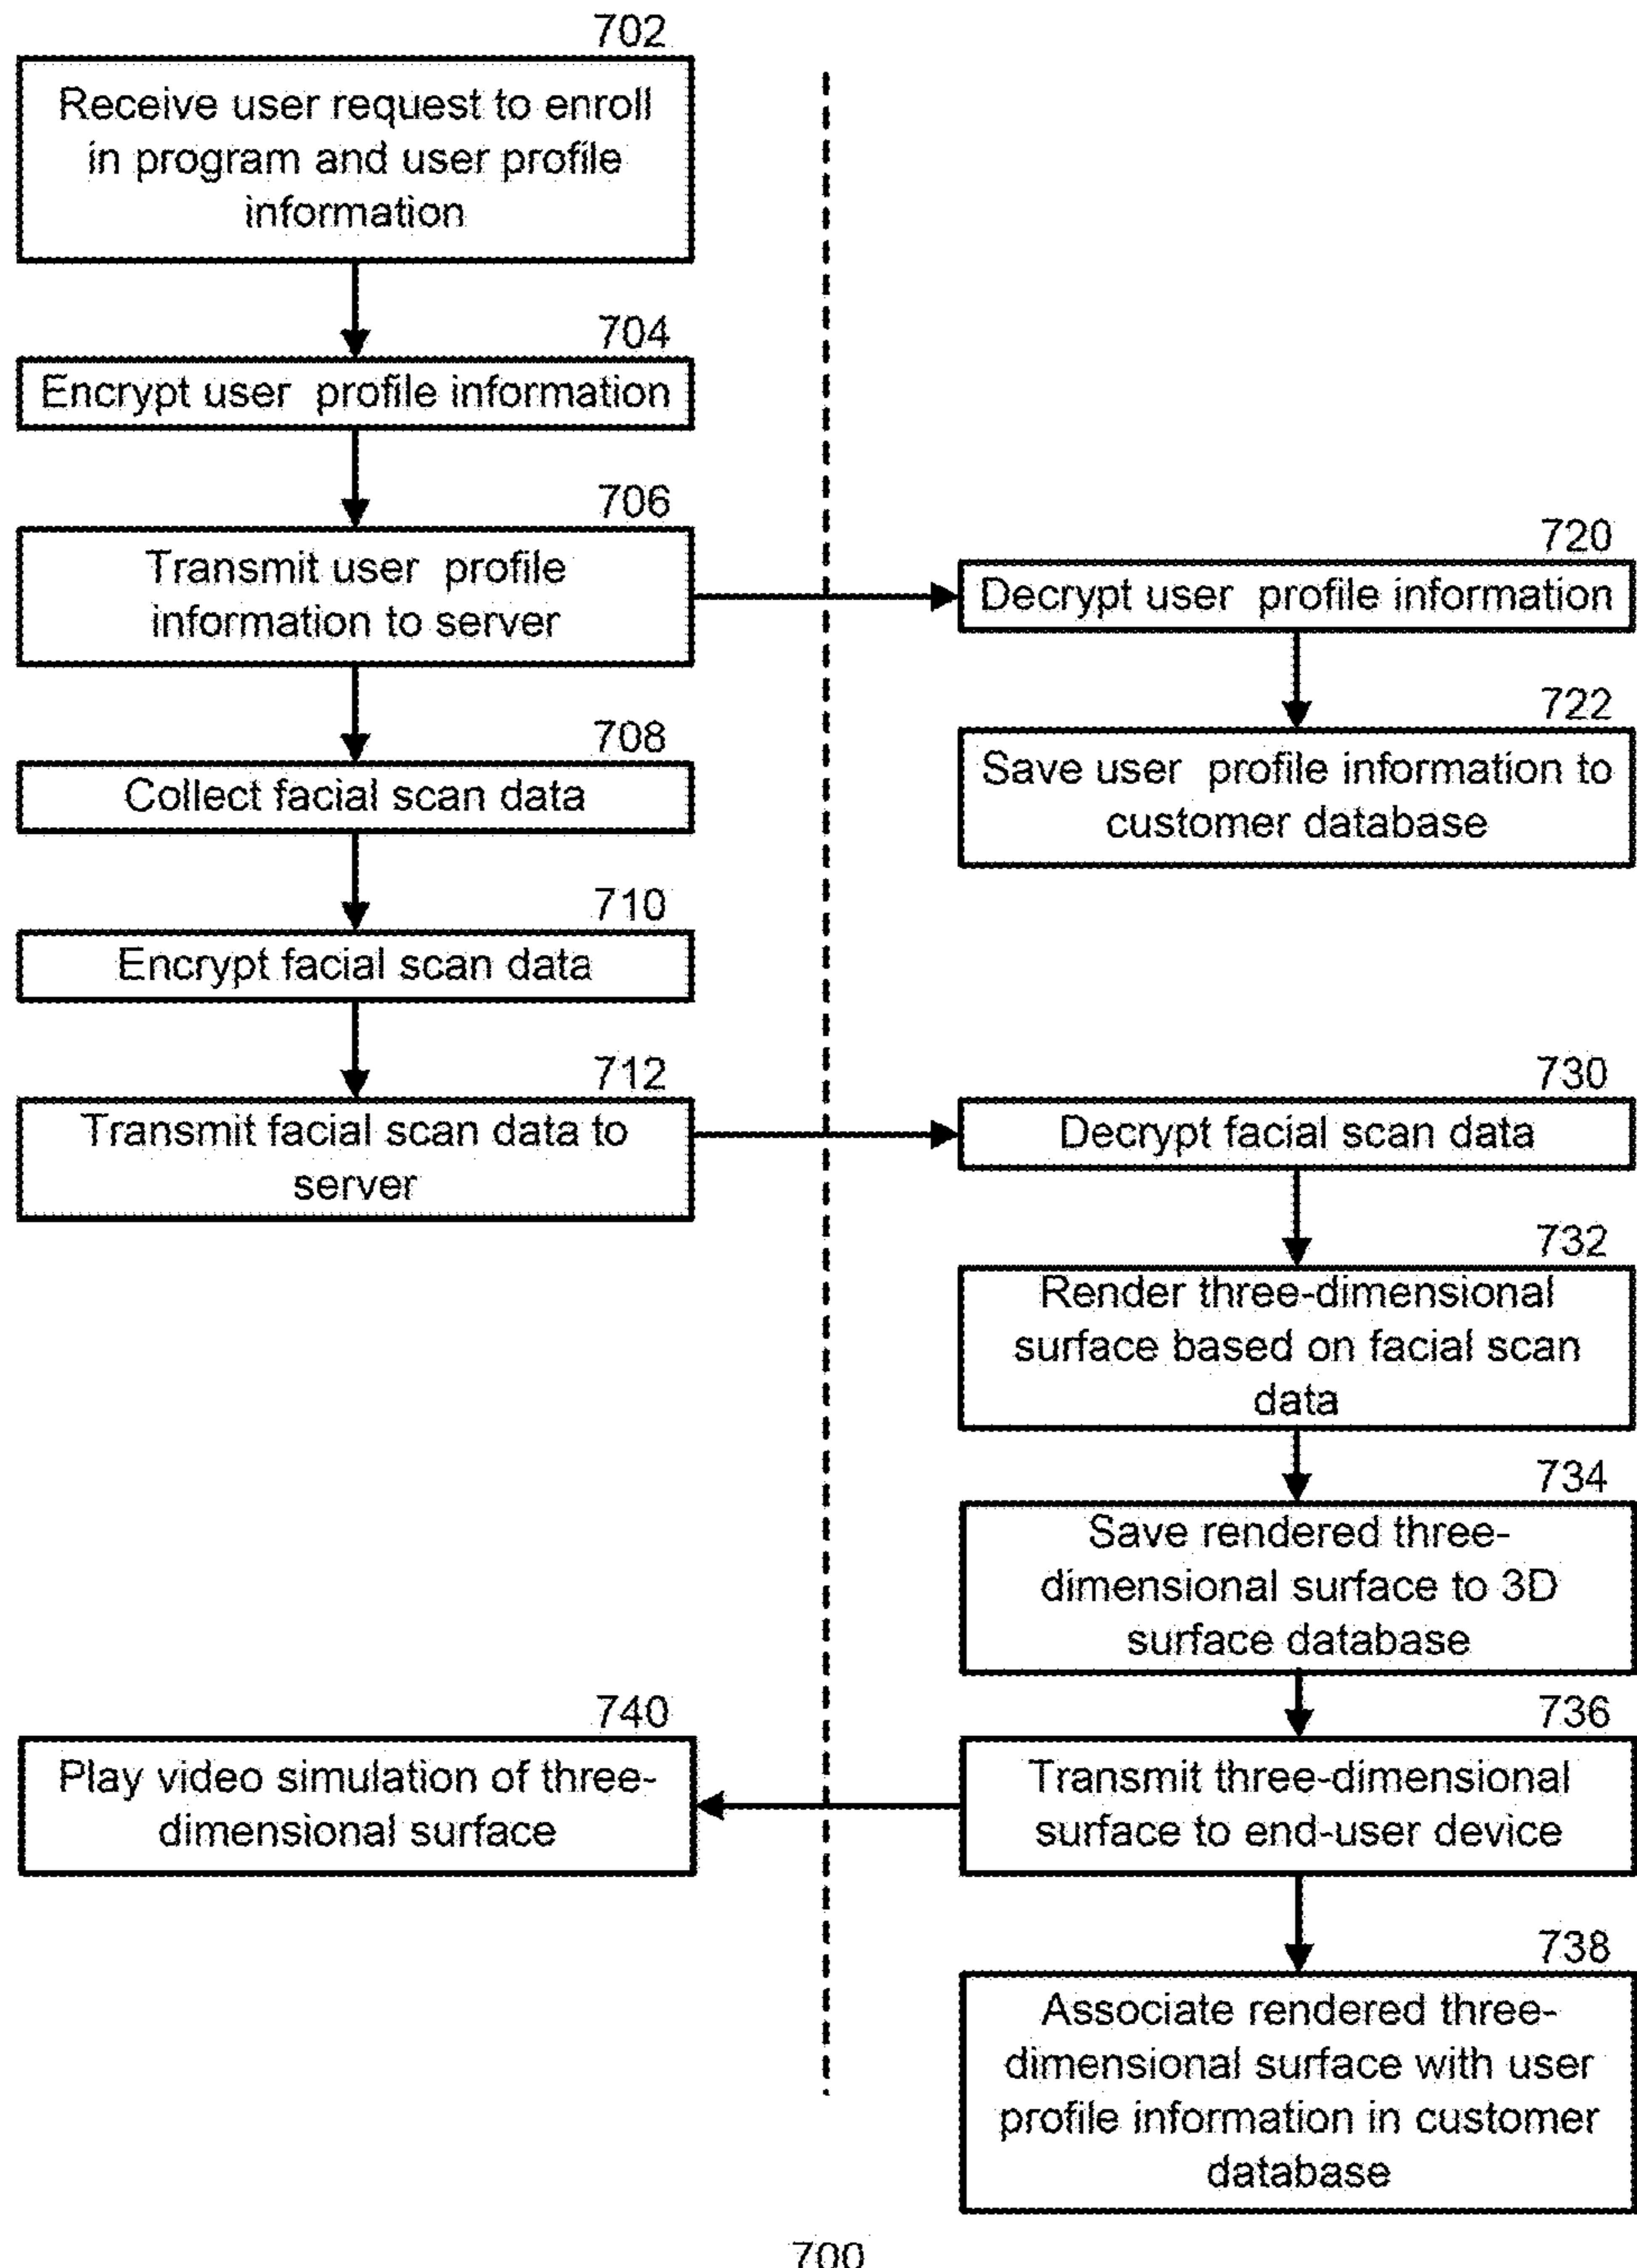 702
Receive user request to enroll
in program and user profile
information
704
Encrypt user profile information
706
Transmit user profile
information to server
708
Collect facial scan data
710
Encrypt facial scan data
712
Transmit facial scan data to
server
720
Decrypt user profile information
722
Save user profile information to
customer database
730
Decrypt facial scan data
732
Render three-dimensional
surface based on facial scan
data
734
Save rendered three-
dimensional surface to 3D
surface database
736
Transmit three-dimensional
surface to end-user device
740
Play video simulation of three-
dimensional surface
738
Associate rendered three-
dimensional surface with user
profile information in customer
database
700